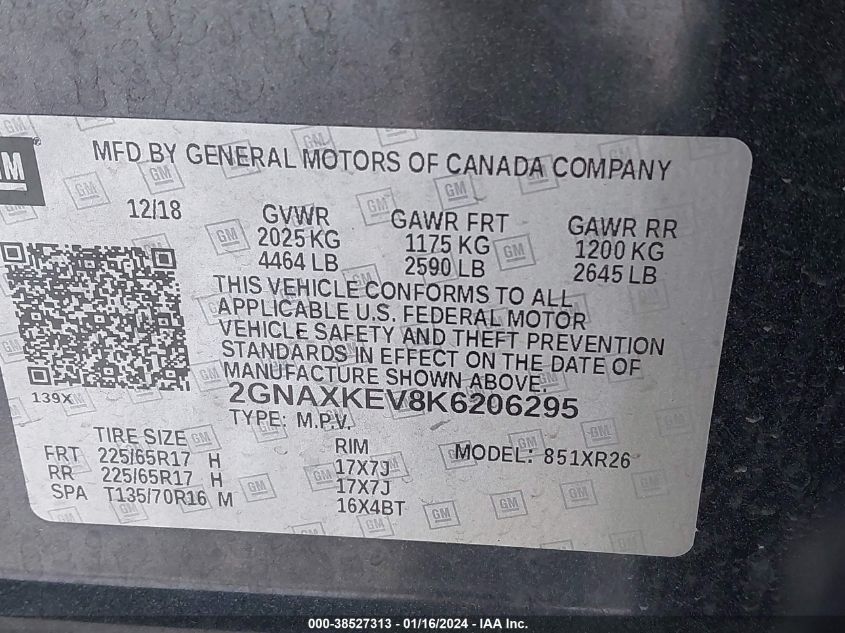 GM
MFD BY GENERAL MOTORS OF CANADA COMPANY
12/18 GVWR GAWR FRT GAWR RR
2025 KG 1175 KG 1200 KG
4464 LB 2590 LB 2645 LB
THIS VEHICLE CONFORMS TO ALL
APPLICABLE U.S. FEDERAL MOTOR
VEHICLE SAFETY AND THEFT PREVENTION
STANDARDS IN EFFECT ON THE DATE OF
MANUFACTURE SHOWN ABOVE.
139X 2GNAXKEV8K6206295
TYPE: M.P.V.
TIRE SIZE RIM MODEL: 851XR26
FRT 225/65R17 H 17X7J
RR 225/65R17 H 17X7J
SPA T135/70R16 M 16X4BT
000-38527313 - 01/16/2024 - IAA Inc.